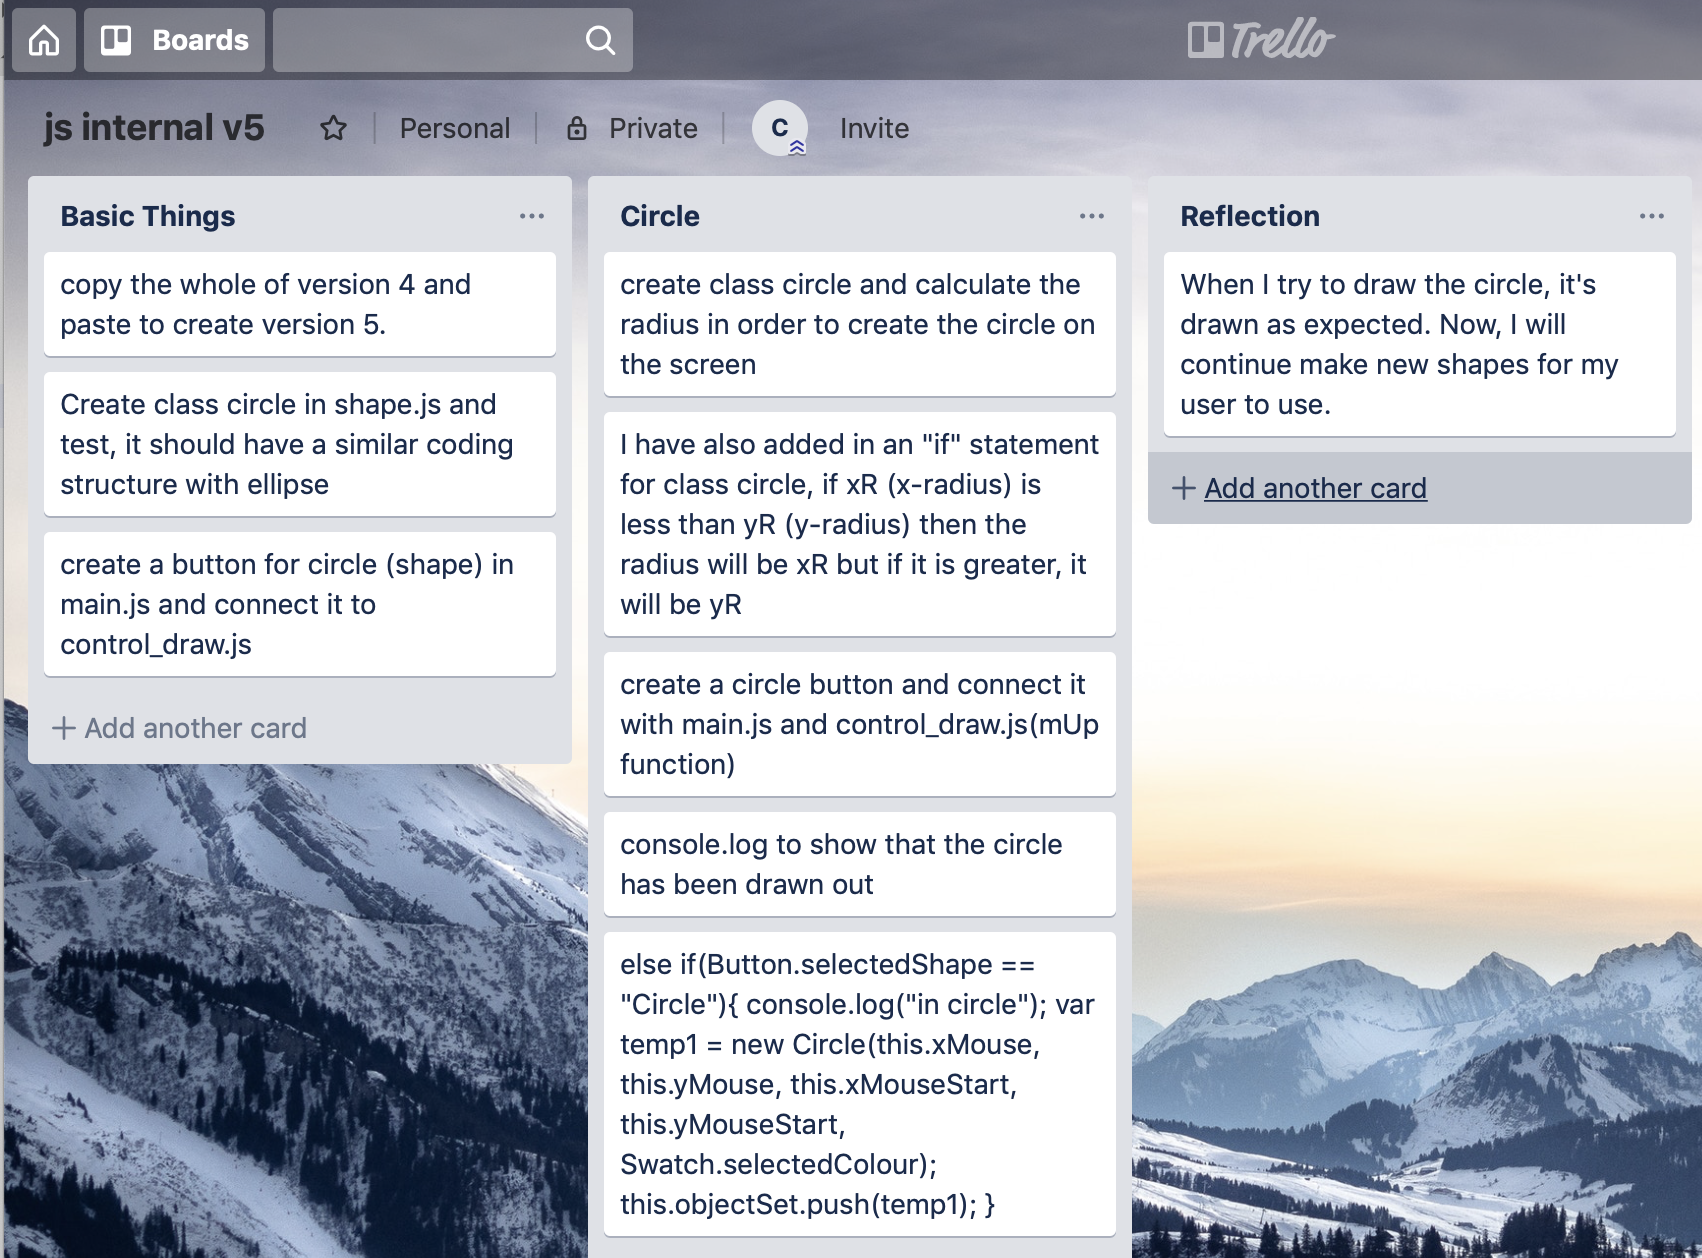 Boards
Trello
js internal v5
Personal
Private
C
Invite
Basic Things
copy the whole of version 4 and
paste to create version 5.
Create class circle in shape.js and
test, it should have a similar coding
structure with ellipse
create a button for circle (shape) in
main.js and connect it to
control_draw.js
+ Add another card
Circle
create class circle and calculate the
radius in order to create the circle on
the screen
I have also added in an "if" statement
for class circle, if xR (x-radius) is
less than yR (y-radius) then the
radius will be xR but if it is greater, it
will be yR
create a circle button and connect it
with main.js and control_draw.js(mUp
function)
console.log to show that the circle
has been drawn out
else if(Button.selectedShape ==
"Circle"){ console.log("in circle"); var
temp1 = new Circle(this.xMouse,
this.yMouse, this.xMouseStart,
this.yMouseStart,
Swatch.selectedColour);
this.objectSet.push(temp1); }
Reflection
When I try to draw the circle, it's
drawn as expected. Now, I will
continue make new shapes for my
user to use.
+ Add another card